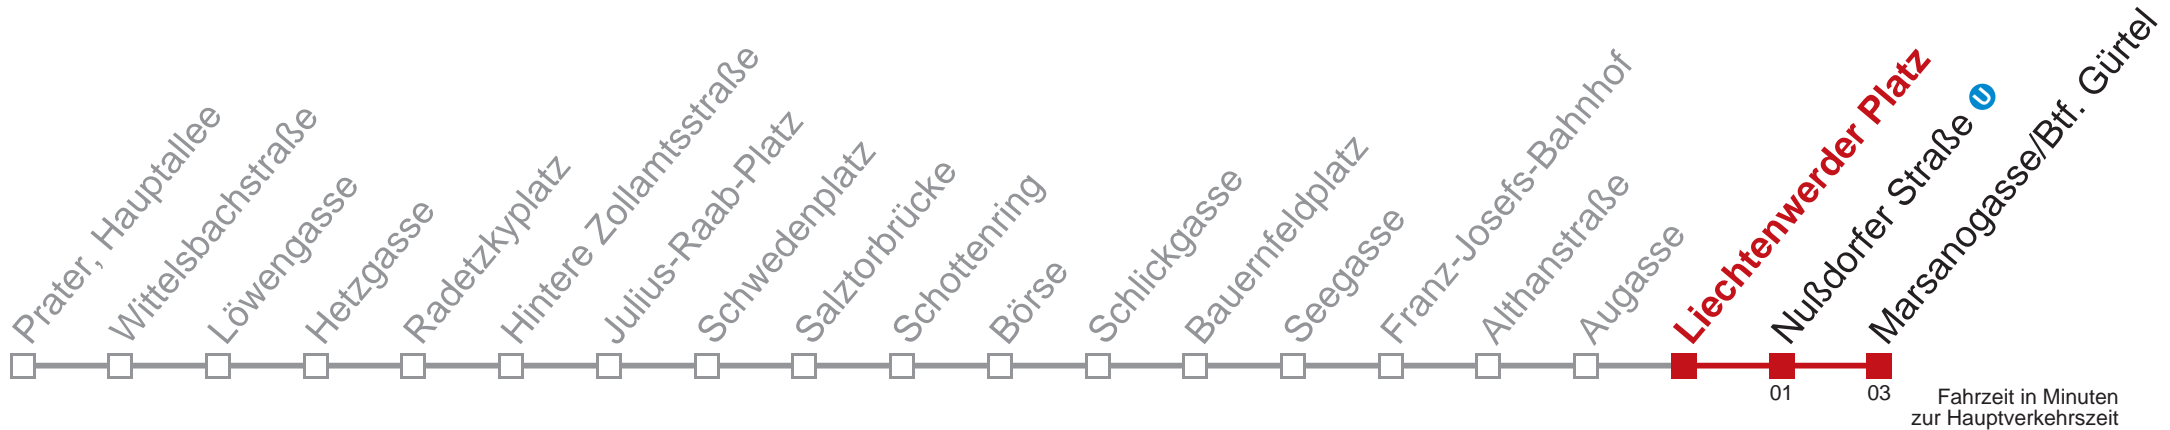 Prater, Hauptallee
Wittelsbachstraße
Löwengasse
Hetzgasse
Radetzkyplatz
Hintere Zollamtsstraße
Julius-Raab-Platz
Schwedenplatz
Salztorbrücke
Schottenring
Börse
Schlickgasse
Bauernfeldplatz
Seegasse
Franz-Josefs-Bahnhof
Althanstraße
Augasse
Liechtenwerder Platz
Nußdorfer Straße U
Marsanogasse/Btf. Gürtel
01
03
Fahrzeit in Minuten
zur Hauptverkehrszeit